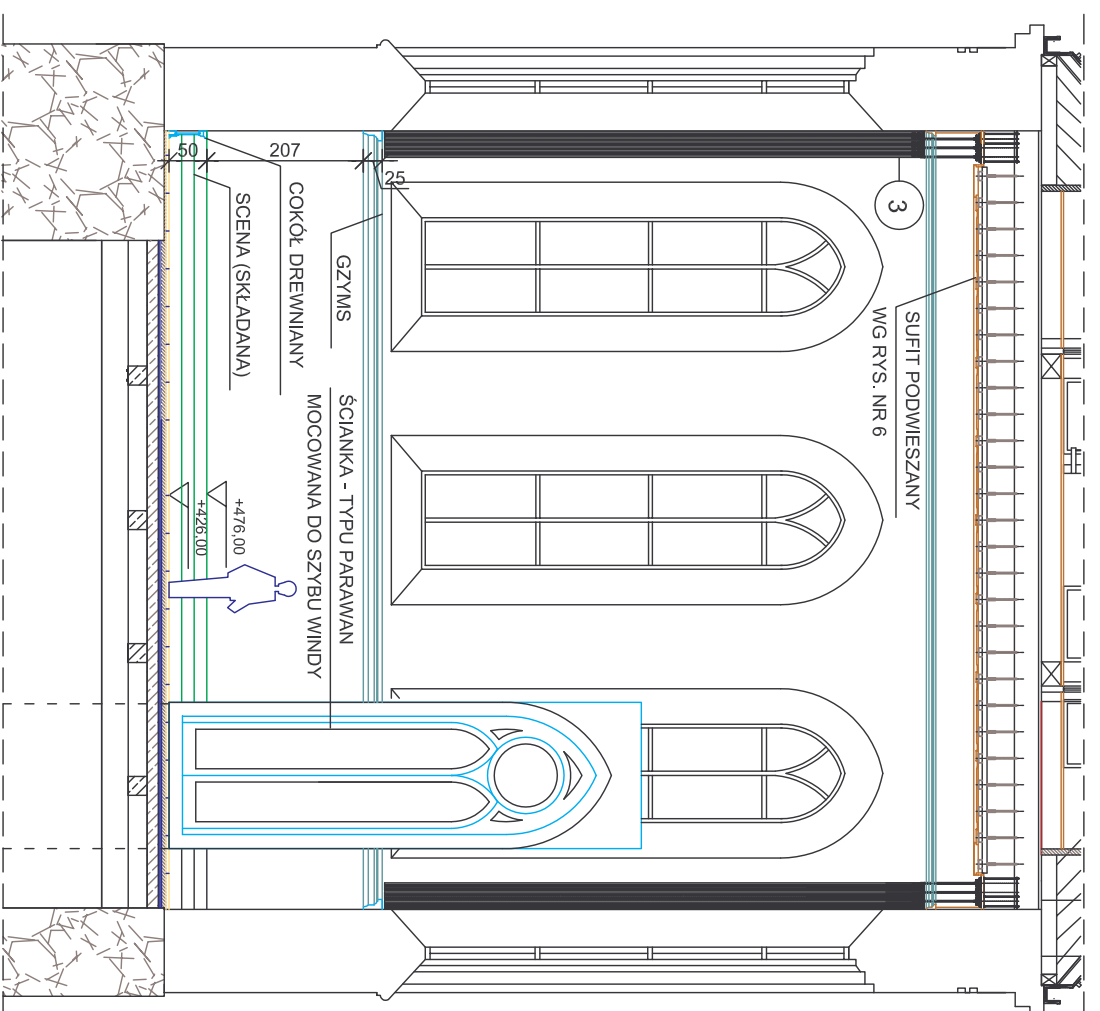 SUFIT PODWIESZANY
WG RYS. NR 6
3
GZYMS
ŚCIANKA - TYPU PARAWAN
MOCOWANA DO SZYBU WINDY
COKÓŁ DREWNIANY
SCENA (SKŁADANA)
25
207
50
+476,00
+426,00